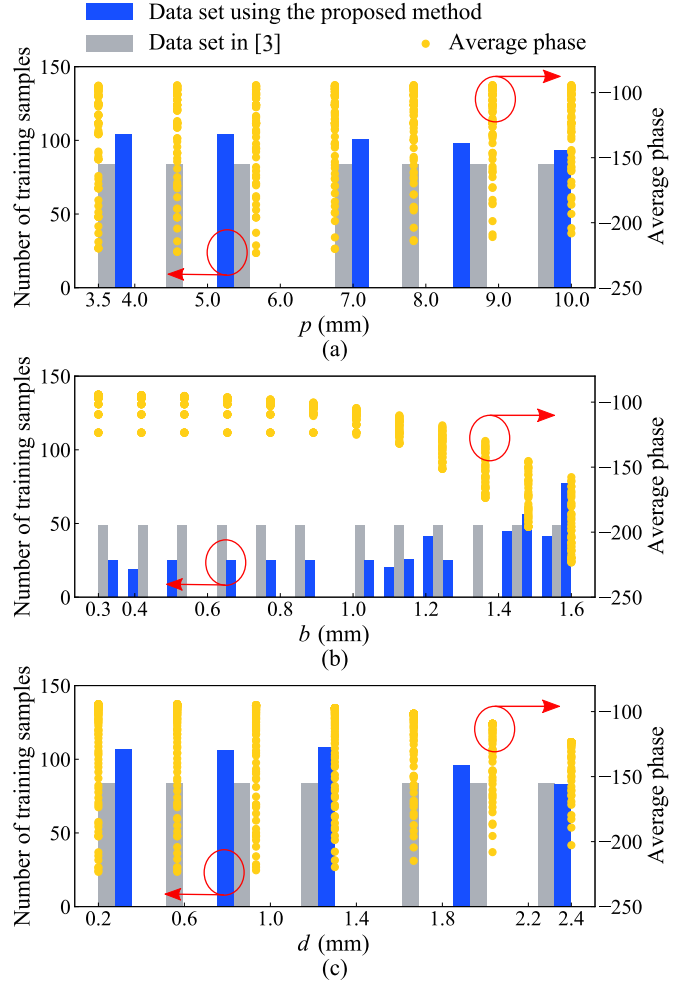 Data set using the proposed method
Data set in [3]
Average phase
Number of training samples
150
100
50
0
3.5 4.0 5.0 6.0 7.0 8.0 9.0 10.0
p (mm)
−100
−150
−200
−250
Average phase
(a)
Number of training samples
150
100
50
0
0.3 0.4 0.6 0.8 1.0 1.2 1.4 1.6
b (mm)
−100
−150
−200
−250
Average phase
(b)
Number of training samples
150
100
50
0
0.2 0.6 1.0 1.4 1.8 2.2 2.4
d (mm)
−100
−150
−200
−250
Average phase
(c)